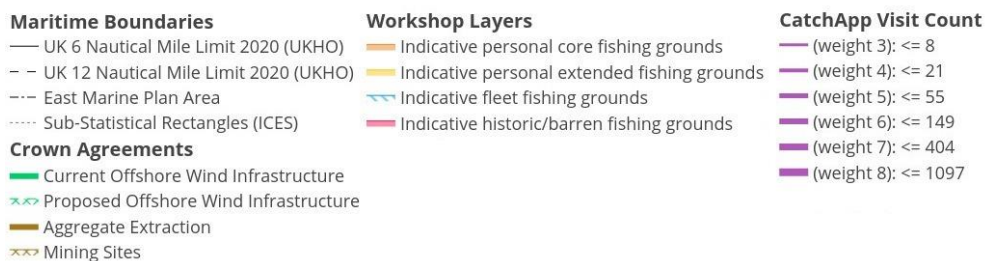 Maritime Boundaries
UK 6 Nautical Mile Limit 2020 (UKHO)
UK 12 Nautical Mile Limit 2020 (UKHO)
East Marine Plan Area
Sub-Statistical Rectangles (ICES)
Crown Agreements
Current Offshore Wind Infrastructure
Proposed Offshore Wind Infrastructure
Aggregate Extraction
Mining Sites
Workshop Layers
Indicative personal core fishing grounds
Indicative personal extended fishing grounds
Indicative fleet fishing grounds
Indicative historic/barren fishing grounds
CatchApp Visit Count
(weight 3): <= 8
(weight 4): <= 21
(weight 5): <= 55
(weight 6): <= 149
(weight 7): <= 404
(weight 8): <= 1097